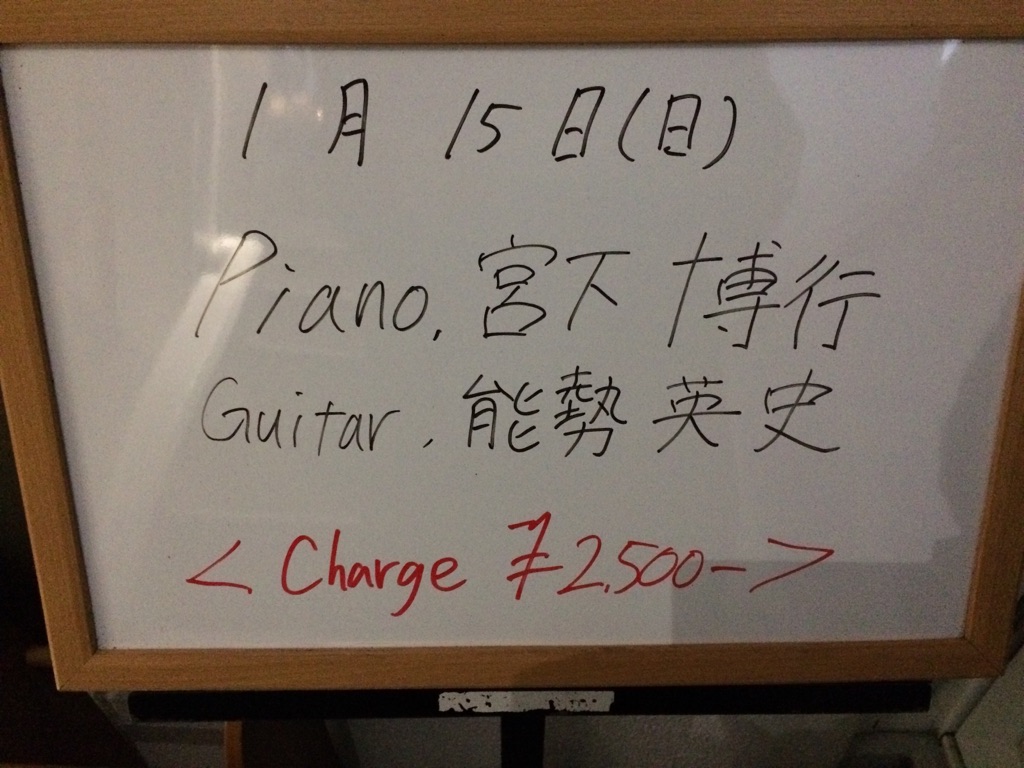 1月 15日(日)
Piano, 宮下 博行
Guitar, 能勢 英史
< Charge ¥2,500- >